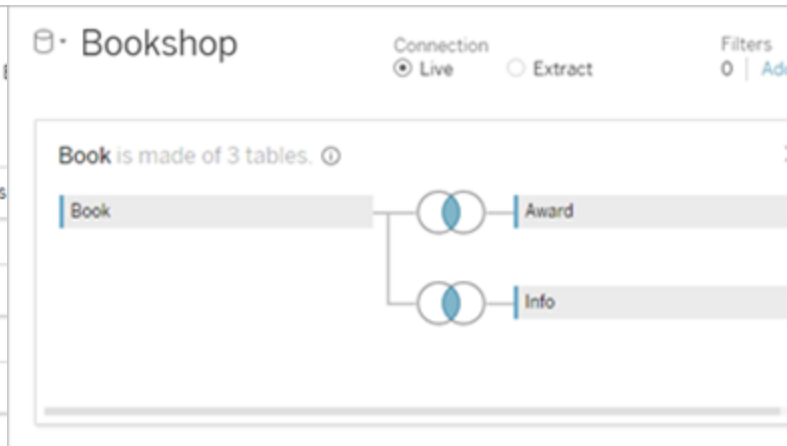 Bookshop
Connection
Live
Extract
Filters
0
Book is made of 3 tables.
Book
Award
Info